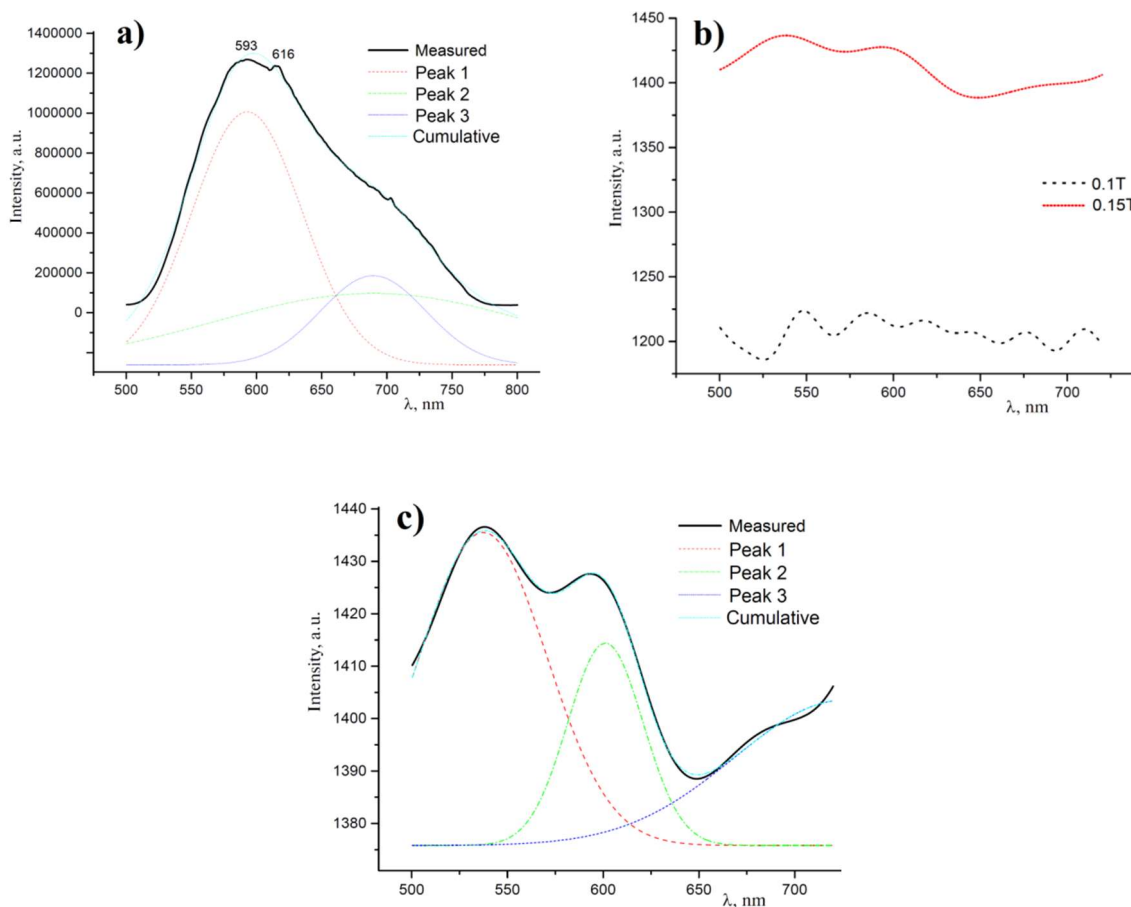 a)
593
616
Measured
Peak 1
Peak 2
Peak 3
Cumulative
1400000
1200000
1000000
800000
600000
400000
200000
0
Intensity, a.u.
500 550 600 650 700 750 800
λ, nm
b)
1450
1400
1350
1300
1250
1200
Intensity, a.u.
0.1T
0.15T
500 550 600 650 700
λ, nm
c)
Measured
Peak 1
Peak 2
Peak 3
Cumulative
1440
1430
1420
1410
1400
1390
1380
Intensity, a.u.
500 550 600 650 700
λ, nm